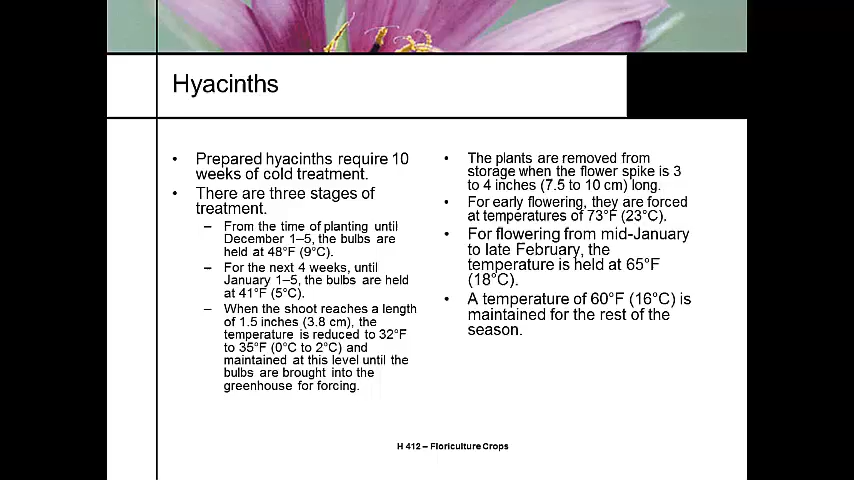 Hyacinths
• Prepared hyacinths require 10
weeks of cold treatment.
• There are three stages of
treatment.
– From the time of planting until
December 1–5, the bulbs are
held at 48°F (9°C).
– For the next 4 weeks, until
January 1–5, the bulbs are held
at 41°F (5°C).
– When the shoot reaches a length
of 1.5 inches (3.8 cm), the
temperature is reduced to 32°F
to 35°F (0°C to 2°C) and
maintained at this level until the
bulbs are brought into the
greenhouse for forcing.
• The plants are removed from
storage when the flower spike is 3
to 4 inches (7.5 to 10 cm) long.
• For early flowering, they are forced
at temperatures of 73°F (23°C).
• For flowering from mid-January
to late February, the
temperature is held at 65°F
(18°C).
• A temperature of 60°F (16°C) is
maintained for the rest of the
season.
H 412 – Floriculture Crops